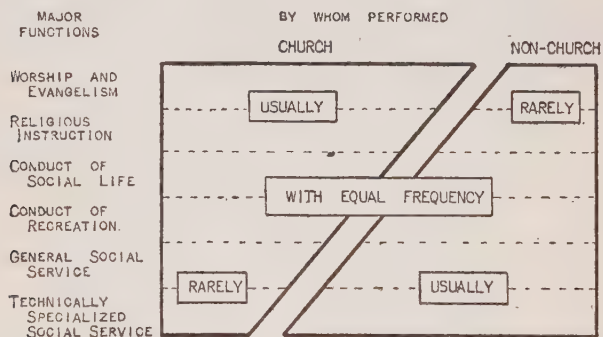 MAJOR
FUNCTIONS
BY WHOM PERFORMED
CHURCH
NON-CHURCH
WORSHIP AND
EVANGELISM
USUALLY
RARELY
RELIGIOUS
INSTRUCTION
CONDUCT OF
SOCIAL LIFE
WITH EQUAL FREQUENCY
CONDUCT OF
RECREATION.
GENERAL SOCIAL
SERVICE
RARELY
USUALLY
TECHNICALLY
SPECIALIZED
SOCIAL SERVICE